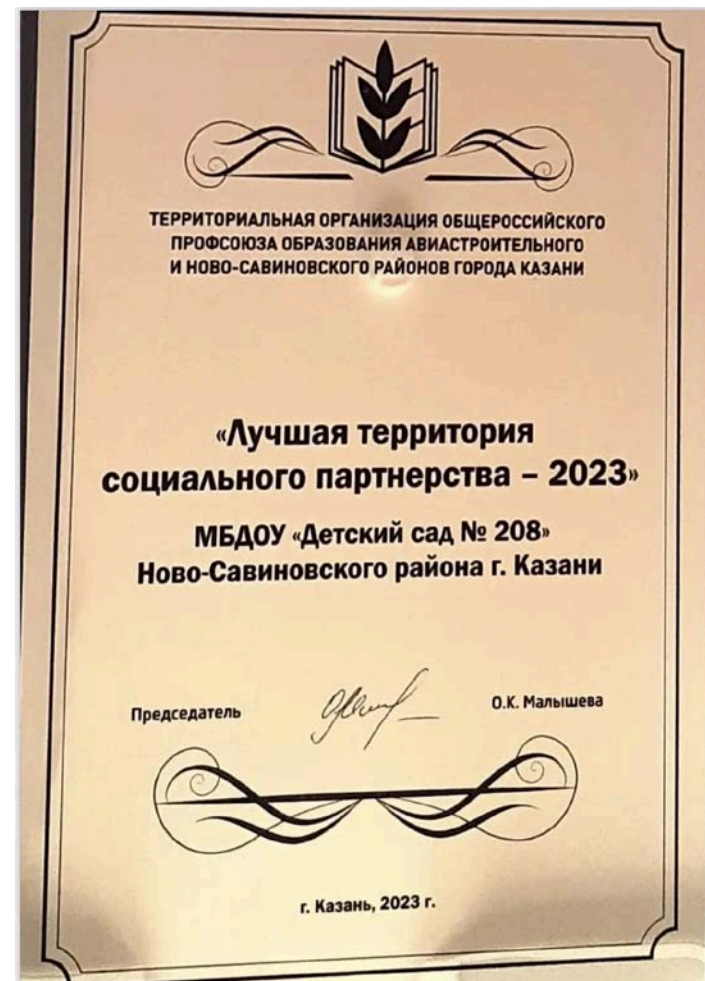 ТЕРРИТОРИАЛЬНАЯ ОРГАНИЗАЦИЯ ОБЩЕРОССИЙСКОГО
ПРОФСОЮЗА ОБРАЗОВАНИЯ АВИАСТРОИТЕЛЬНОГО
И НОВО-САВИНОВСКОГО РАЙОНОВ ГОРОДА КАЗАНИ
«Лучшая территория
социального партнерства – 2023»
МБДОУ «Детский сад № 208»
Ново-Савиновского района г. Казани
Председатель О.К. Малышева
г. Казань, 2023 г.